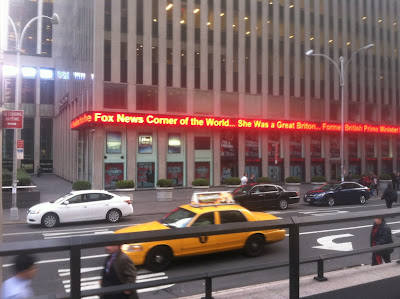 Fox News Corner of the World... She Was a Great Briton... Former British Prime Minister